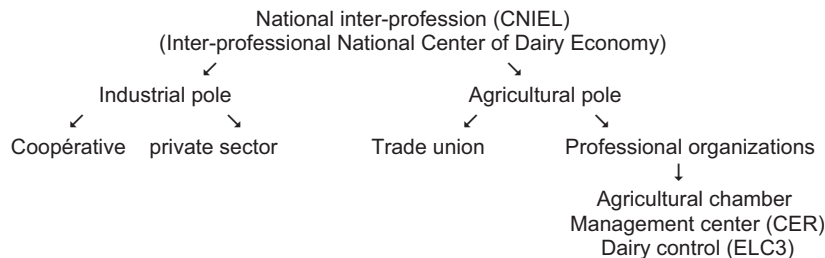 National inter-profession (CNIEL)
(Inter-professional National Center of Dairy Economy)
↙ ↘
Industrial pole Agricultural pole
↙ ↘ ↙ ↘
Coopérative private sector Trade union Professional organizations
↓
Agricultural chamber
Management center (CER)
Dairy control (ELC3)